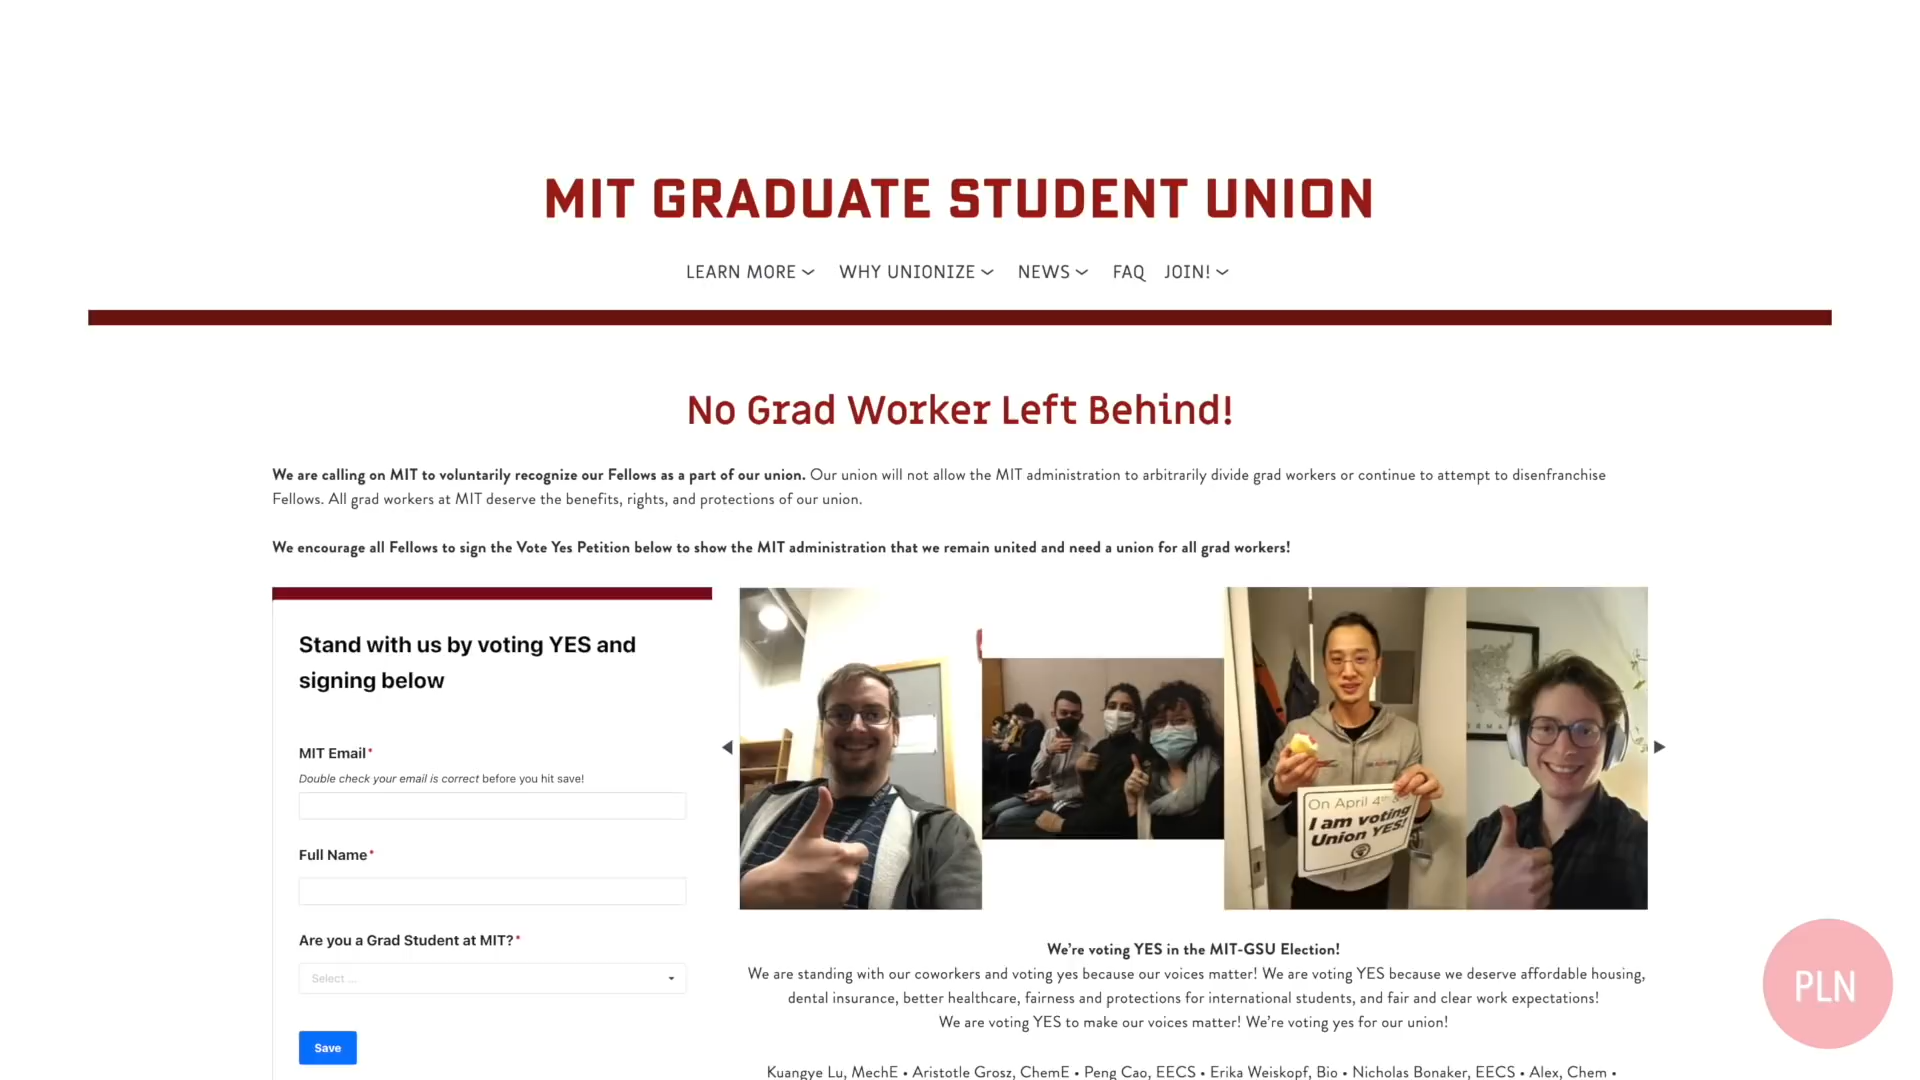 MIT GRADUATE STUDENT UNION
LEARN MORE
WHY UNIONIZE
NEWS
FAQ
JOIN!
No Grad Worker Left Behind!
We are calling on MIT to voluntarily recognize our Fellows as a part of our union. Our union will not allow the MIT administration to arbitrarily divide grad workers or continue to attempt to disenfranchise
Fellows. All grad workers at MIT deserve the benefits, rights, and protections of our union.
We encourage all Fellows to sign the Vote Yes Petition below to show the MIT administration that we remain united and need a union for all grad workers!
Stand with us by voting YES and
signing below
MIT Email*
Double check your email is correct before you hit save!
Full Name*
Are you a Grad Student at MIT?*
Select ...
Save
On April 4th &
I am voting
Union YES!
We're voting YES in the MIT-GSU Election!
We are standing with our coworkers and voting yes because our voices matter! We are voting YES because we deserve affordable housing,
dental insurance, better healthcare, fairness and protections for international students, and fair and clear work expectations!
We are voting YES to make our voices matter! We're voting yes for our union!
Kuangye Lu, MechE • Aristotle Grosz, ChemE • Peng Cao, EECS • Erika Weiskopf, Bio • Nicholas Bonaker, EECS • Alex, Chem •
PLN